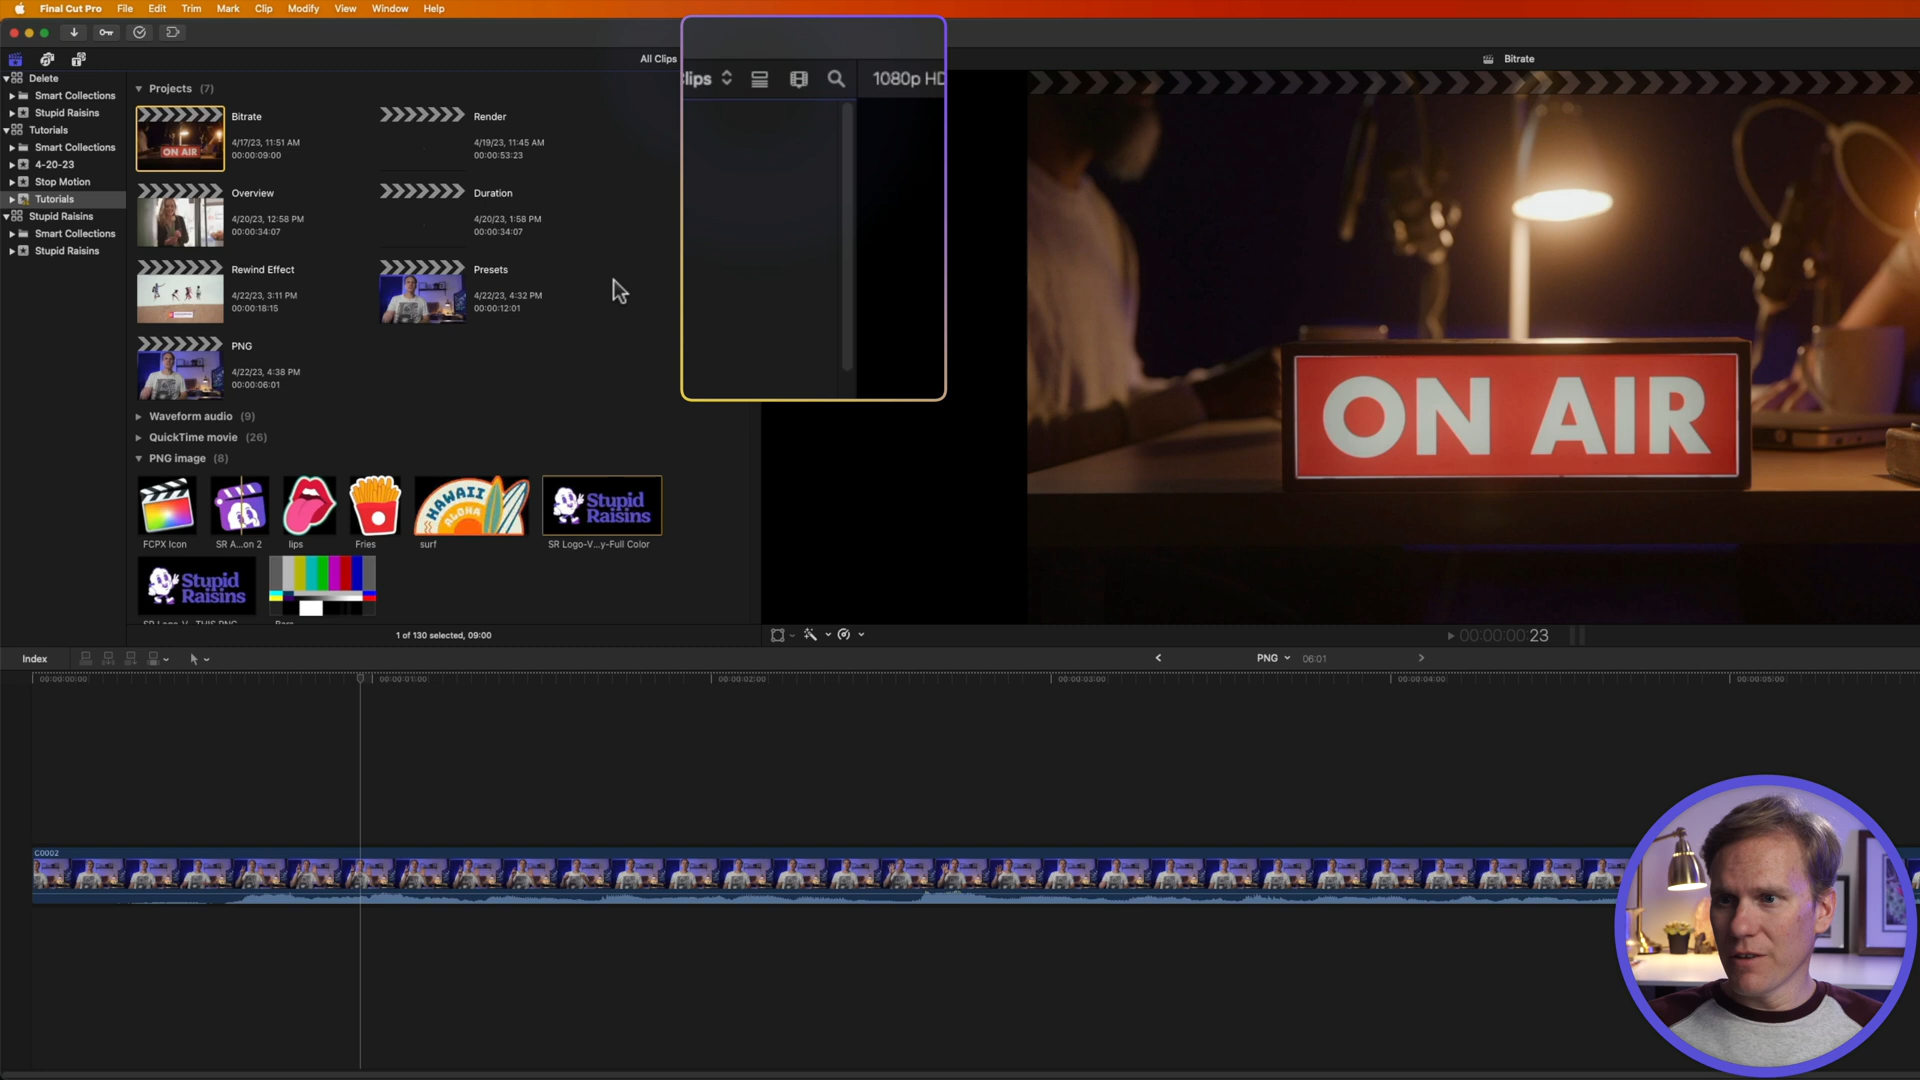 Final Cut Pro File Edit Trim Mark Clip Modify View Window Help
All Clips
lips
1080p HD
Bitrate
Delete
Smart Collections
Stupid Raisins
Tutorials
Smart Collections
4-20-23
Stop Motion
Tutorials
Stupid Raisins
Smart Collections
Stupid Raisins
Projects (7)
Bitrate
4/17/23, 11:51 AM
00:00:09:00
Render
4/19/23, 11:45 AM
00:00:53:23
Overview
4/20/23, 12:58 PM
00:00:34:07
Duration
4/20/23, 1:58 PM
00:00:34:07
Rewind Effect
4/22/23, 3:11 PM
00:00:18:15
Presets
4/22/23, 4:32 PM
00:00:12:01
PNG
4/22/23, 4:38 PM
00:00:06:01
ON AIR
ON AIR
Waveform audio (9)
QuickTime movie (26)
PNG image (8)
HAWAII
ALOHA
Stupid
Raisins
FCPX Icon
SR A...on 2
lips
Fries
surf
SR Logo-V...y-Full Color
Stupid
Raisins
1 of 130 selected, 09:00
00:00:00:23
Index
PNG 06:01
00:00:00:00
00:00:01:00
00:00:02:00
00:00:03:00
00:00:04:00
00:00:05:00
C0002